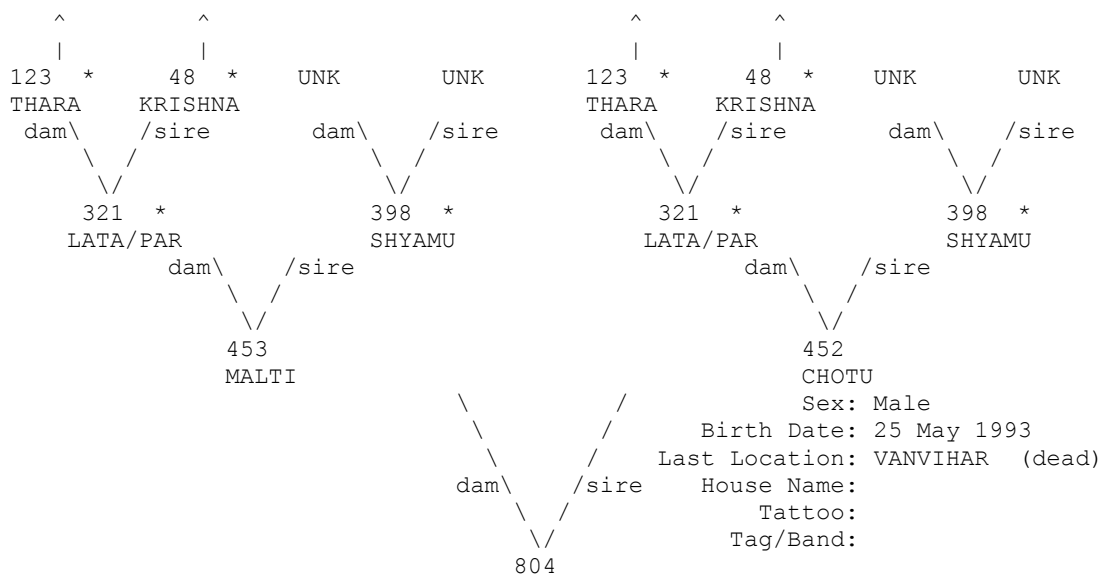 ^ ^ ^ ^
| | | |
123 * 48 * UNK UNK 123 * 48 * UNK UNK
THARA KRISHNA THARA KRISHNA
dam\ /sire dam\ /sire dam\ /sire dam\ /sire
\ / \ / \ / \ /
\/ \/ \/ \/
321 * 398 * 321 * 398 *
LATA/PAR SHYAMU LATA/PAR SHYAMU
dam\ /sire dam\ /sire
\ / \ /
\/ \/
453 452
MALTI CHOTU
\ / Sex: Male
\ / Birth Date: 25 May 1993
\ / Last Location: VANVIHAR (dead)
dam\ /sire House Name:
\ / Tattoo:
\/ Tag/Band:
804